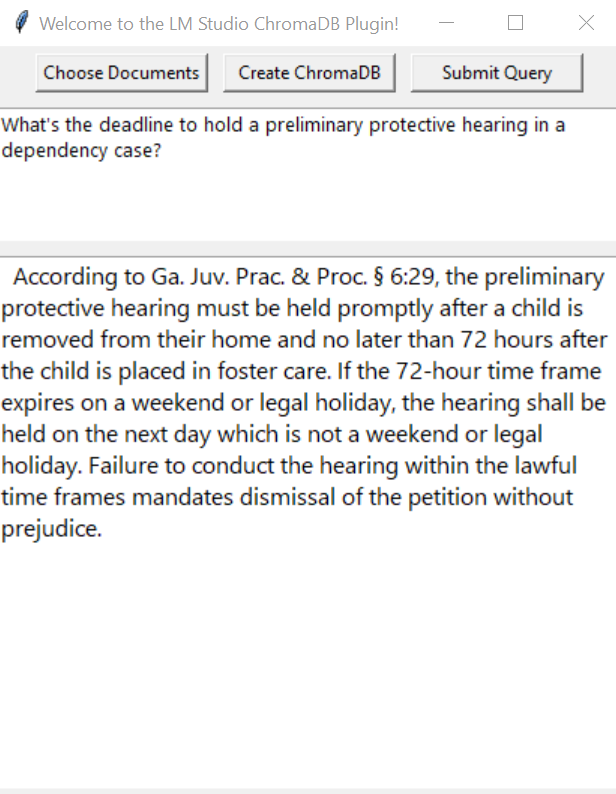 Welcome to the LM Studio ChromaDB Plugin!
Choose Documents Create ChromaDB Submit Query
What's the deadline to hold a preliminary protective hearing in a
dependency case?
According to Ga. Juv. Prac. & Proc. § 6:29, the preliminary
protective hearing must be held promptly after a child is
removed from their home and no later than 72 hours after
the child is placed in foster care. If the 72-hour time frame
expires on a weekend or legal holiday, the hearing shall be
held on the next day which is not a weekend or legal
holiday. Failure to conduct the hearing within the lawful
time frames mandates dismissal of the petition without
prejudice.